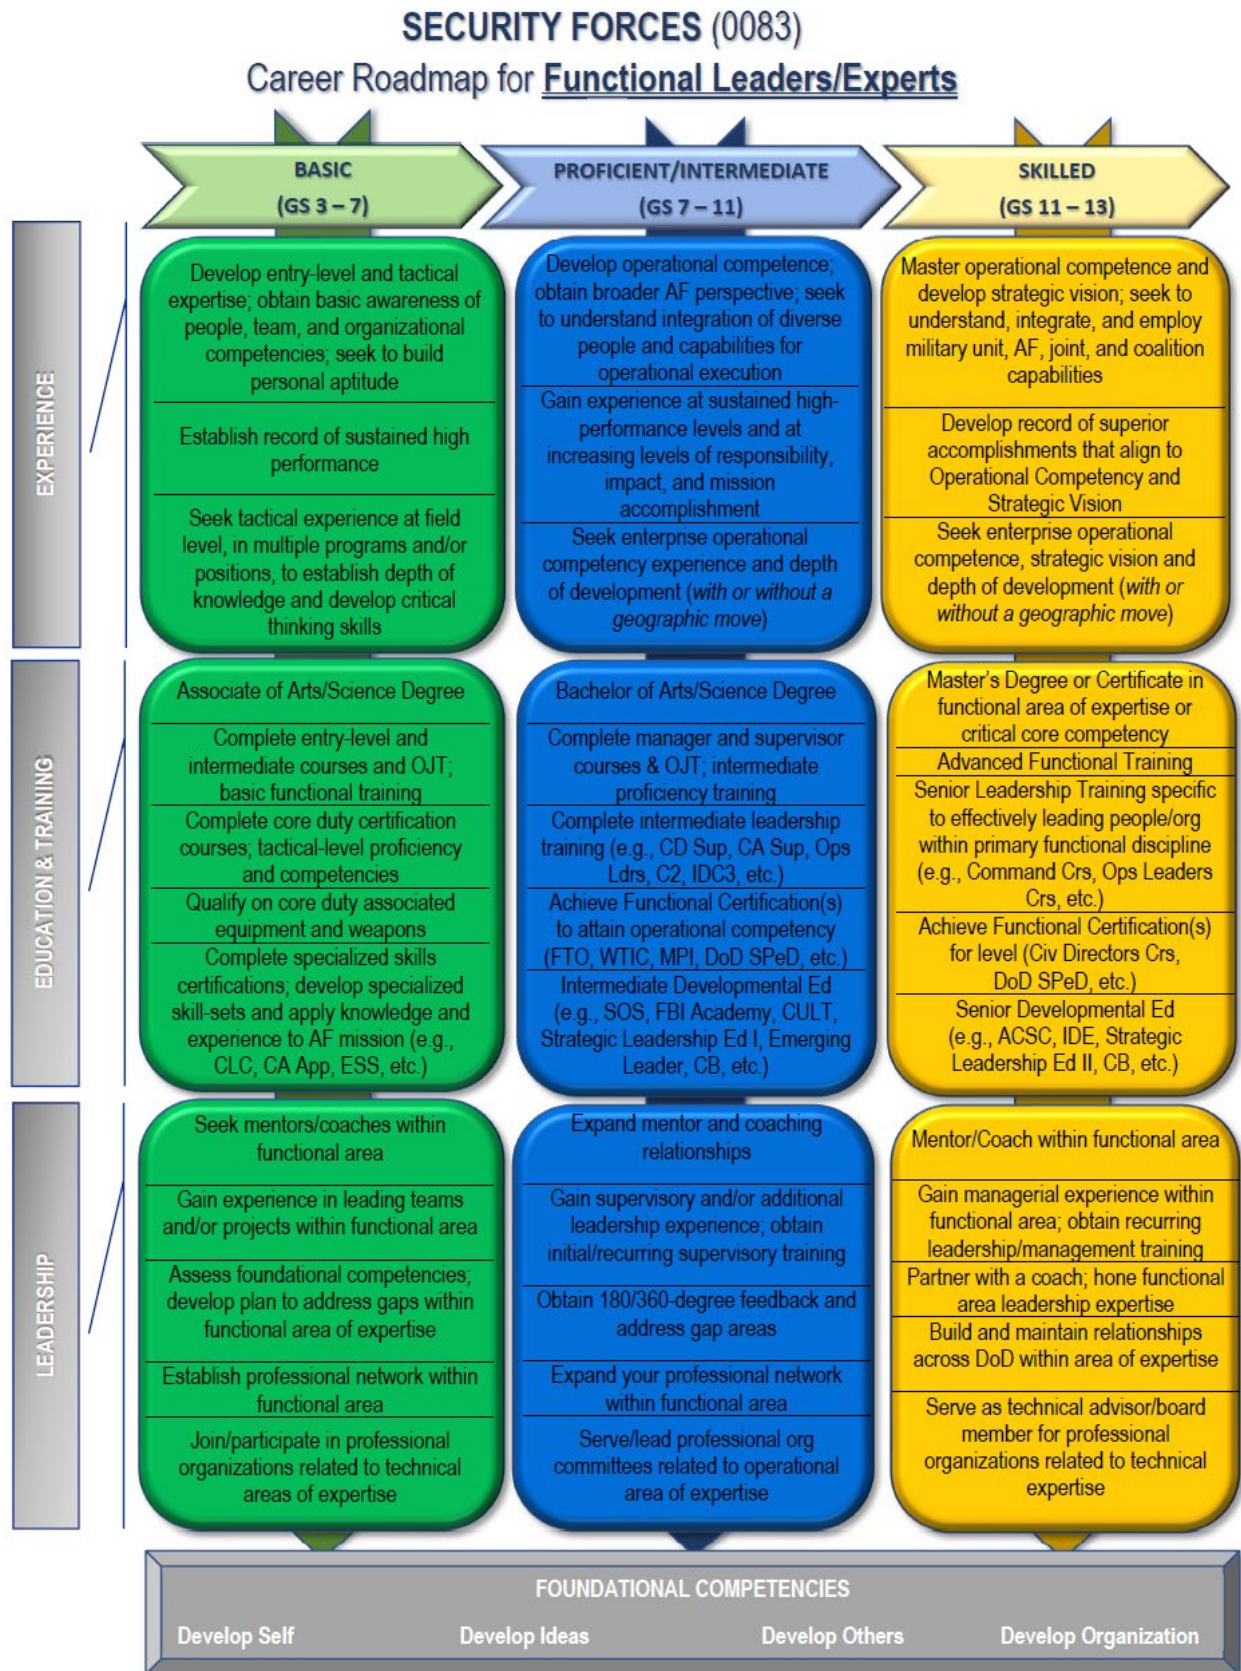 SECURITY FORCES (0083)
Career Roadmap for Functional Leaders/Experts
BASIC
(GS 3 – 7)
PROFICIENT/INTERMEDIATE
(GS 7 – 11)
SKILLED
(GS 11 – 13)
EXPERIENCE
Develop entry-level and tactical
expertise; obtain basic awareness of
people, team, and organizational
competencies; seek to build
personal aptitude
Establish record of sustained high
performance
Seek tactical experience at field
level, in multiple programs and/or
positions, to establish depth of
knowledge and develop critical
thinking skills
Develop operational competence;
obtain broader AF perspective; seek
to understand integration of diverse
people and capabilities for
operational execution
Gain experience at sustained high-
performance levels and at
increasing levels of responsibility,
impact, and mission
accomplishment
Seek enterprise operational
competency experience and depth
of development (with or without a
geographic move)
Master operational competence and
develop strategic vision; seek to
understand, integrate, and employ
military unit, AF, joint, and coalition
capabilities
Develop record of superior
accomplishments that align to
Operational Competency and
Strategic Vision
Seek enterprise operational
competence, strategic vision and
depth of development (with or
without a geographic move)
EDUCATION & TRAINING
Associate of Arts/Science Degree
Complete entry-level and
intermediate courses and OJT;
basic functional training
Complete core duty certification
courses; tactical-level proficiency
and competencies
Qualify on core duty associated
equipment and weapons
Complete specialized skills
certifications; develop specialized
skill-sets and apply knowledge and
experience to AF mission (e.g.,
CLC, CA App, ESS, etc.)
Bachelor of Arts/Science Degree
Complete manager and supervisor
courses & OJT; intermediate
proficiency training
Complete intermediate leadership
training (e.g., CD Sup, CA Sup, Ops
Ldrs, C2, IDC3, etc.)
Achieve Functional Certification(s)
to attain operational competency
(FTO, WTIC, MPI, DoD SPeD, etc.)
Intermediate Developmental Ed
(e.g., SOS, FBI Academy, CULT,
Strategic Leadership Ed I, Emerging
Leader, CB, etc.)
Master's Degree or Certificate in
functional area of expertise or
critical core competency
Advanced Functional Training
Senior Leadership Training specific
to effectively leading people/org
within primary functional discipline
(e.g., Command Crs, Ops Leaders
Crs, etc.)
Achieve Functional Certification(s)
for level (Civ Directors Crs,
DoD SPeD, etc.)
Senior Developmental Ed
(e.g., ACSC, IDE, Strategic
Leadership Ed II, CB, etc.)
LEADERSHIP
Seek mentors/coaches within
functional area
Gain experience in leading teams
and/or projects within functional area
Assess foundational competencies;
develop plan to address gaps within
functional area of expertise
Establish professional network within
functional area
Join/participate in professional
organizations related to technical
areas of expertise
Expand mentor and coaching
relationships
Gain supervisory and/or additional
leadership experience; obtain
initial/recurring supervisory training
Obtain 180/360-degree feedback and
address gap areas
Expand your professional network
within functional area
Serve/lead professional org
committees related to operational
area of expertise
Mentor/Coach within functional area
Gain managerial experience within
functional area; obtain recurring
leadership/management training
Partner with a coach; hone functional
area leadership expertise
Build and maintain relationships
across DoD within area of expertise
Serve as technical advisor/board
member for professional
organizations related to technical
expertise
FOUNDATIONAL COMPETENCIES
Develop Self Develop Ideas Develop Others Develop Organization